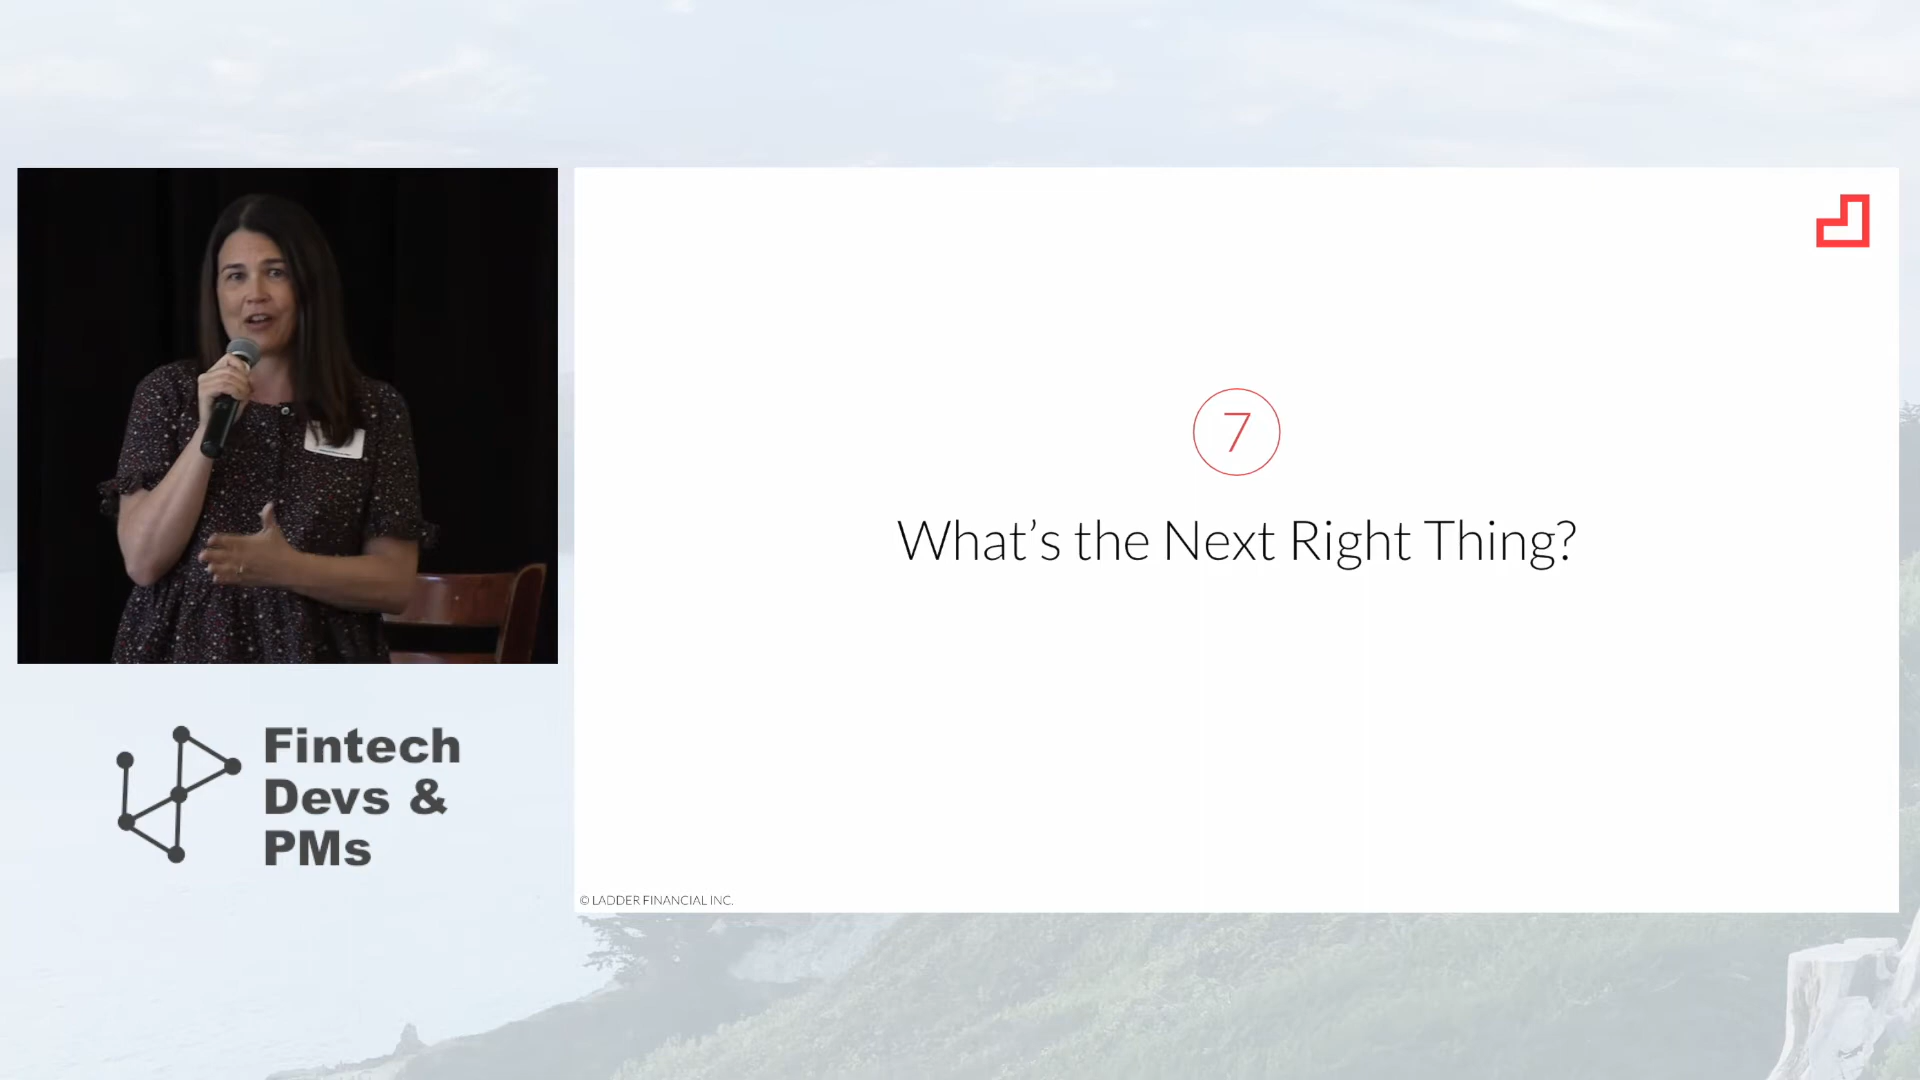 7
What’s the Next Right Thing?
© LADDER FINANCIAL INC.
Fintech
Devs &
PMs